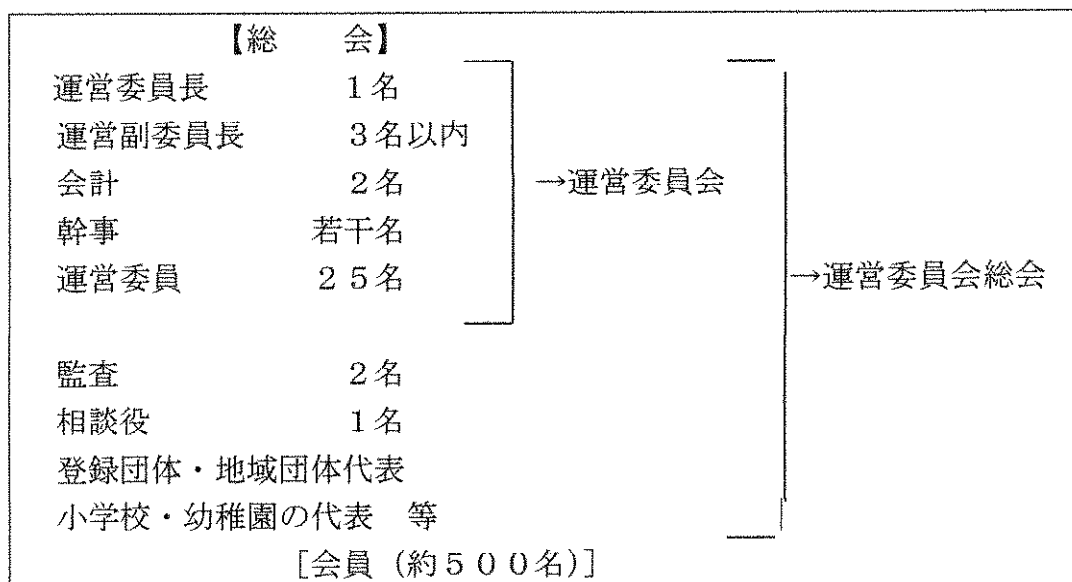 【総　　会】
運営委員長　１名
運営副委員長　３名以内
会計　２名　→運営委員会
幹事　若干名
運営委員　２５名　→運営委員会総会
監査　２名
相談役　１名
登録団体・地域団体代表
小学校・幼稚園の代表　等
［会員（約５００名）］